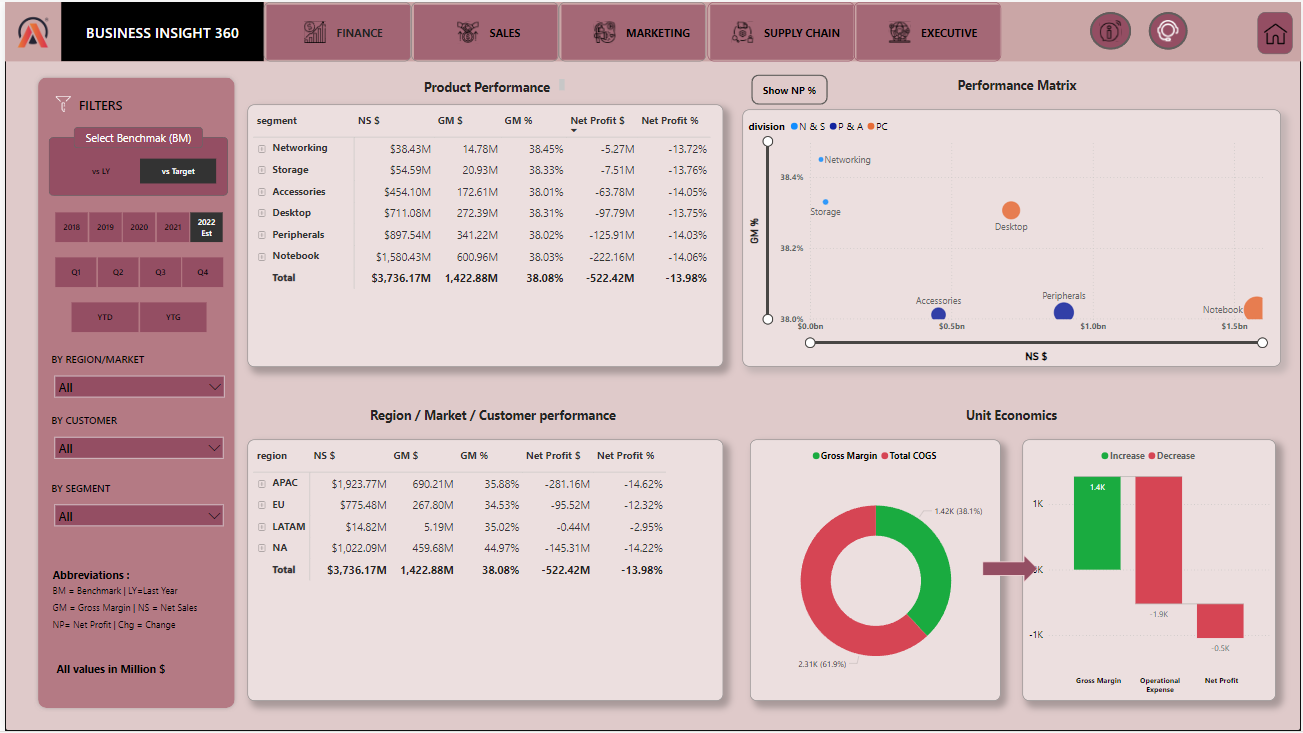 BUSINESS INSIGHT 360
FINANCE
SALES
MARKETING
SUPPLY CHAIN
EXECUTIVE
FILTERS
Select Benchmak (BM)
vs LY
vs Target
2018 2019 2020 2021 2022 Est
Q1 Q2 Q3 Q4
YTD YTG
BY REGION/MARKET
All
BY CUSTOMER
All
BY SEGMENT
All
Abbreviations :
BM = Benchmark | LY=Last Year
GM = Gross Margin | NS = Net Sales
NP= Net Profit | Chg = Change
All values in Million $
Product Performance
segment NS $ GM $ GM % Net Profit $ Net Profit %
Networking $38.43M 14.78M 38.45% -5.27M -13.72%
Storage $54.59M 20.93M 38.33% -7.51M -13.76%
Accessories $454.10M 172.61M 38.01% -63.78M -14.05%
Desktop $711.08M 272.39M 38.31% -97.79M -13.75%
Peripherals $897.54M 341.22M 38.02% -125.91M -14.03%
Notebook $1,580.43M 600.96M 38.03% -222.16M -14.06%
Total $3,736.17M 1,422.88M 38.08% -522.42M -13.98%
Show NP %
Performance Matrix
division N & S P & A PC
Networking
38.4%
Storage
Desktop
GM %
38.2%
Accessories
Peripherals
Notebook
38.0%
$0.0bn $0.5bn $1.0bn $1.5bn
NS $
Region / Market / Customer performance
region NS $ GM $ GM % Net Profit $ Net Profit %
APAC $1,923.77M 690.21M 35.88% -281.16M -14.62%
EU $775.48M 267.80M 34.53% -95.52M -12.32%
LATAM $14.82M 5.19M 35.02% -0.44M -2.95%
NA $1,022.09M 459.68M 44.97% -145.31M -14.22%
Total $3,736.17M 1,422.88M 38.08% -522.42M -13.98%
Unit Economics
Gross Margin Total COGS
1.42K (38.1%)
2.31K (61.9%)
Increase Decrease
1.4K
1K
-1.9K
-1K
-0.5K
Gross Margin
Operational
Expense
Net Profit